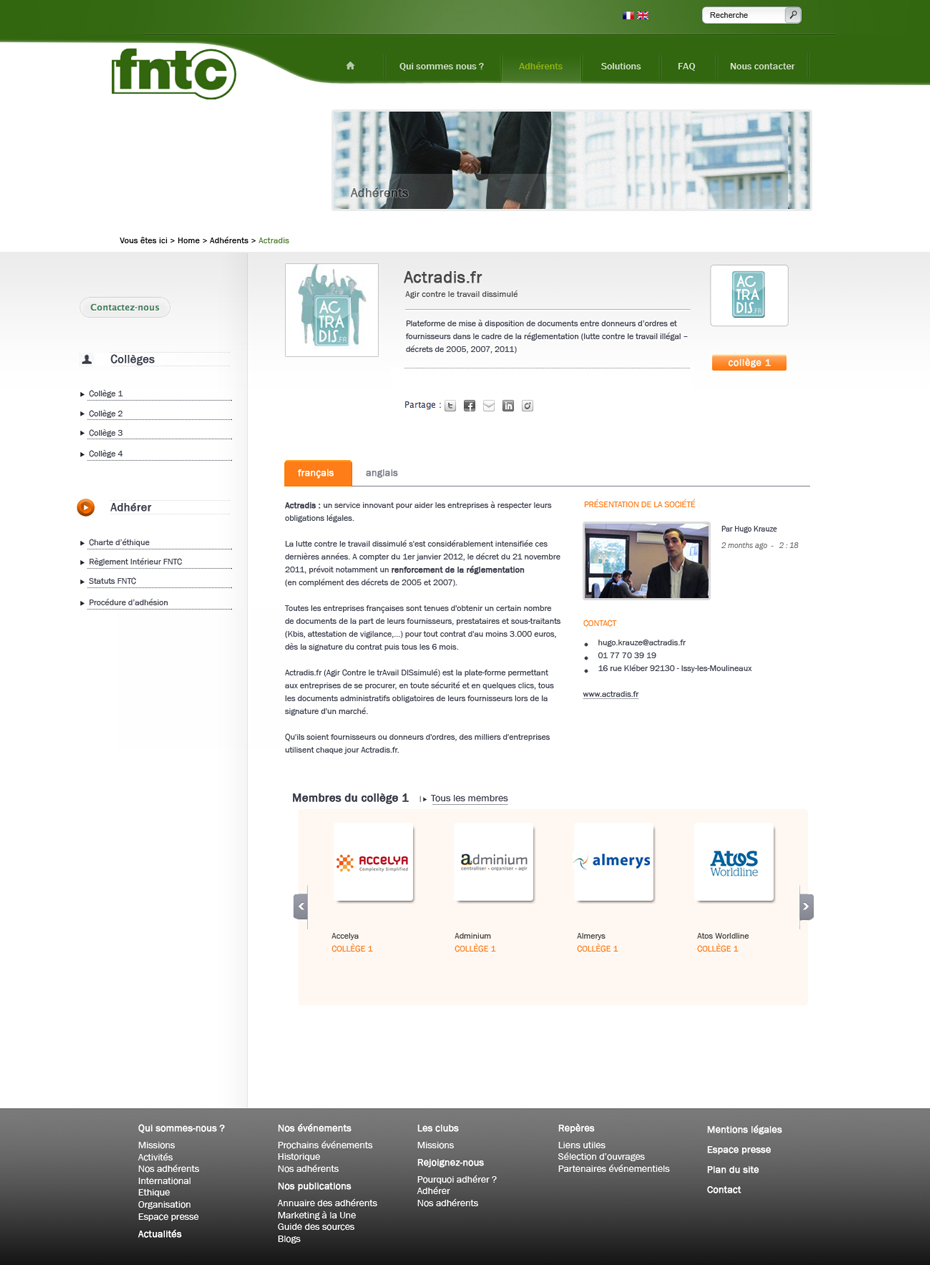 Recherche
fntc
Qui sommes nous ?
Adhérents
Solutions
FAQ
Nous contacter
Adhérents
Vous êtes ici > Home > Adhérents > Actradis
Contactez-nous
Collèges
Collège 1
Collège 2
Collège 3
Collège 4
Adhérer
Charte d'éthique
Règlement Intérieur FNTC
Statuts FNTC
Procédure d'adhésion
AC
TRA
DIS.FR
Actradis.fr
Agir contre le travail dissimulé
Plateforme de mise à disposition de documents entre donneurs d'ordres et
fournisseurs dans le cadre de la réglementation (lutte contre le travail illégal –
décrets de 2005, 2007, 2011)
Partage :
AC
TRA
DIS.FR
collège 1
français
anglais
Actradis : un service innovant pour aider les entreprises à respecter leurs
obligations légales.
La lutte contre le travail dissimulé s'est considérablement intensifiée ces
dernières années. A compter du 1er janvier 2012, le décret du 21 novembre
2011, prévoit notamment un renforcement de la réglementation
(en complément des décrets de 2005 et 2007).
Toutes les entreprises françaises sont tenues d'obtenir un certain nombre
de documents de la part de leurs fournisseurs, prestataires et sous-traitants
(Kbis, attestation de vigilance,...) pour tout contrat d'au moins 3.000 euros,
dès la signature du contrat puis tous les 6 mois.
Actradis.fr (Agir Contre le trAvail DISsimulé) est la plate-forme permettant
aux entreprises de se procurer, en toute sécurité et en quelques clics, tous
les documents administratifs obligatoires de leurs fournisseurs lors de la
signature d'un marché.
Qu'ils soient fournisseurs ou donneurs d'ordres, des milliers d'entreprises
utilisent chaque jour Actradis.fr.
PRÉSENTATION DE LA SOCIÉTÉ
Par Hugo Krauze
2 months ago - 2 : 18
CONTACT
hugo.krauze@actradis.fr
01 77 70 39 19
16 rue Kléber 92130 - Issy-les-Moulineaux
www.actradis.fr
Membres du collège 1
Tous les membres
ACCELYA
Complexity Simplified
adminium
centraliser • organiser • agir
almerys
Atos
Worldline
Accelya
COLLÈGE 1
Adminium
COLLÈGE 1
Almerys
COLLÈGE 1
Atos Worldline
COLLÈGE 1
Qui sommes-nous ?
Missions
Activités
Nos adhérents
International
Ethique
Organisation
Espace presse
Actualités
Nos événements
Prochains événements
Historique
Nos adhérents
Nos publications
Annuaire des adhérents
Marketing à la Une
Guide des sources
Blogs
Les clubs
Missions
Rejoignez-nous
Pourquoi adhérer ?
Adhérer
Nos adhérents
Repères
Liens utiles
Sélection d'ouvrages
Partenaires événementiels
Mentions légales
Espace presse
Plan du site
Contact